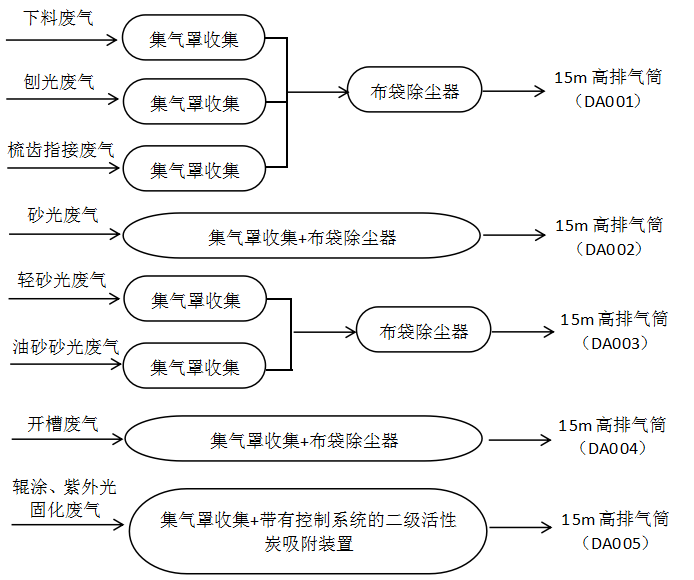 下料废气
集气罩收集
刨光废气
集气罩收集
布袋除尘器
15m 高排气筒
（DA001）
梳齿指接废气
集气罩收集
砂光废气
集气罩收集+布袋除尘器
15m 高排气筒
（DA002）
轻砂光废气
集气罩收集
布袋除尘器
15m 高排气筒
（DA003）
油砂砂光废气
集气罩收集
开槽废气
集气罩收集+布袋除尘器
15m 高排气筒
（DA004）
辊涂、紫外光
固化废气
集气罩收集+带有控制系统的二级活性
炭吸附装置
15m 高排气筒
（DA005）